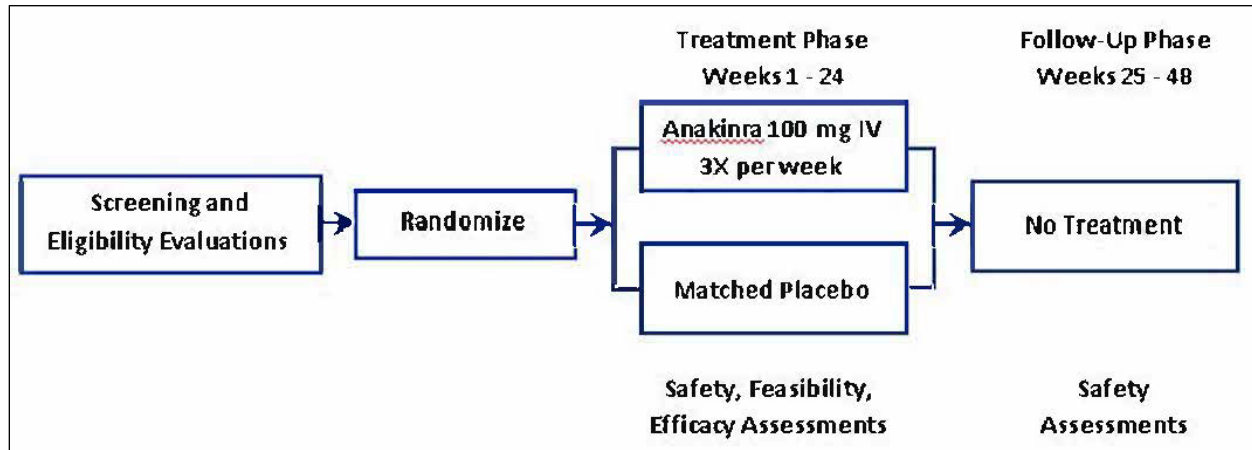 Treatment Phase
Weeks 1 - 24
Follow-Up Phase
Weeks 25 - 48
Screening and
Eligibility Evaluations
Randomize
Anakinra 100 mg IV
3X per week
Matched Placebo
No Treatment
Safety, Feasibility,
Efficacy Assessments
Safety
Assessments